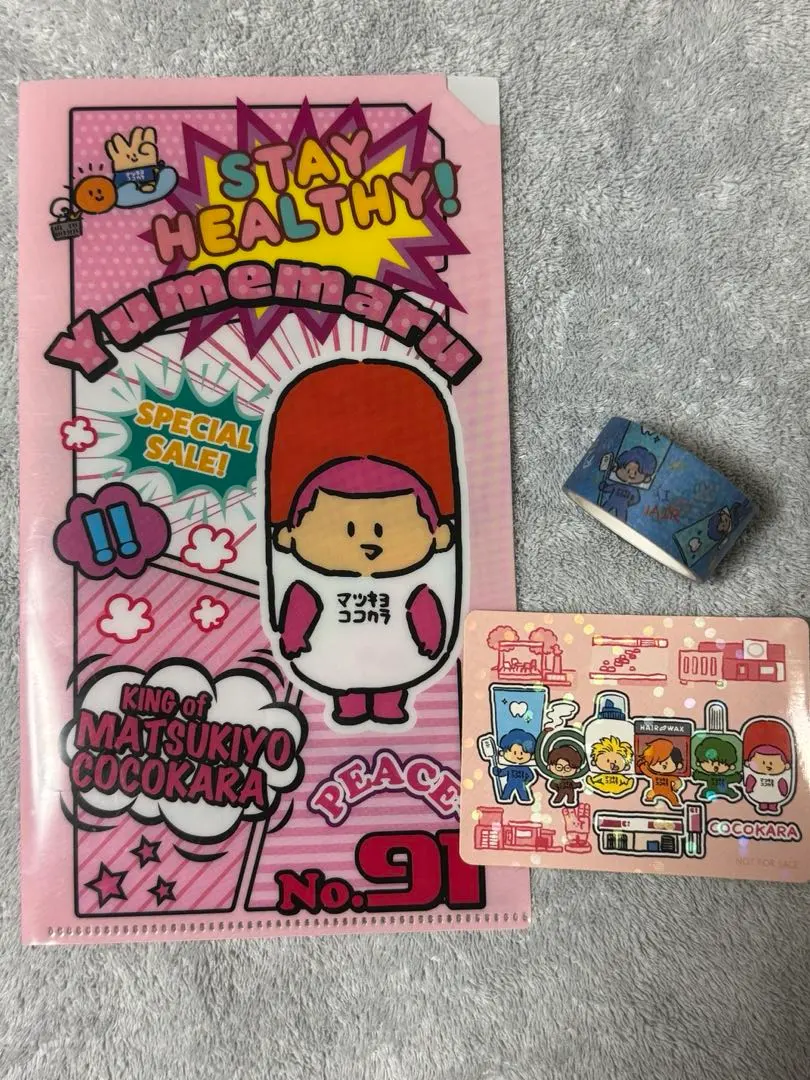 STAY
HEALTHY!
Yumemaru
SPECIAL
SALE!
!!
マツキヨ
ココカラ
KING of
MATSUKIYO
COCOKARA
PEACE
No.91
HAIR
HAIR WAX
COCOKARA
NOT FOR SALE